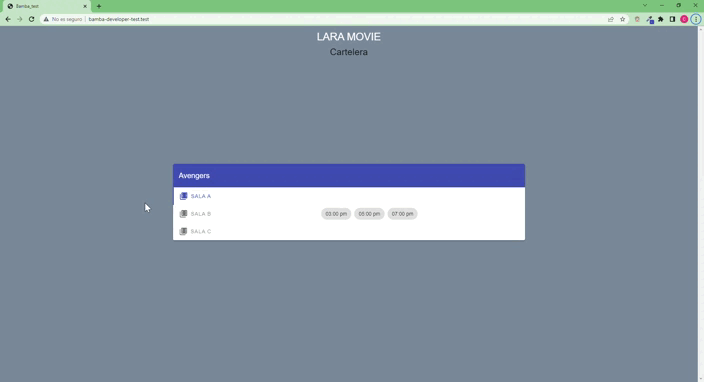 Bamba_test
No es seguro | bamba-developer-test.test
LARA MOVIE
Cartelera
Avengers
SALA A
SALA B
03:00 pm 05:00 pm 07:00 pm
SALA C